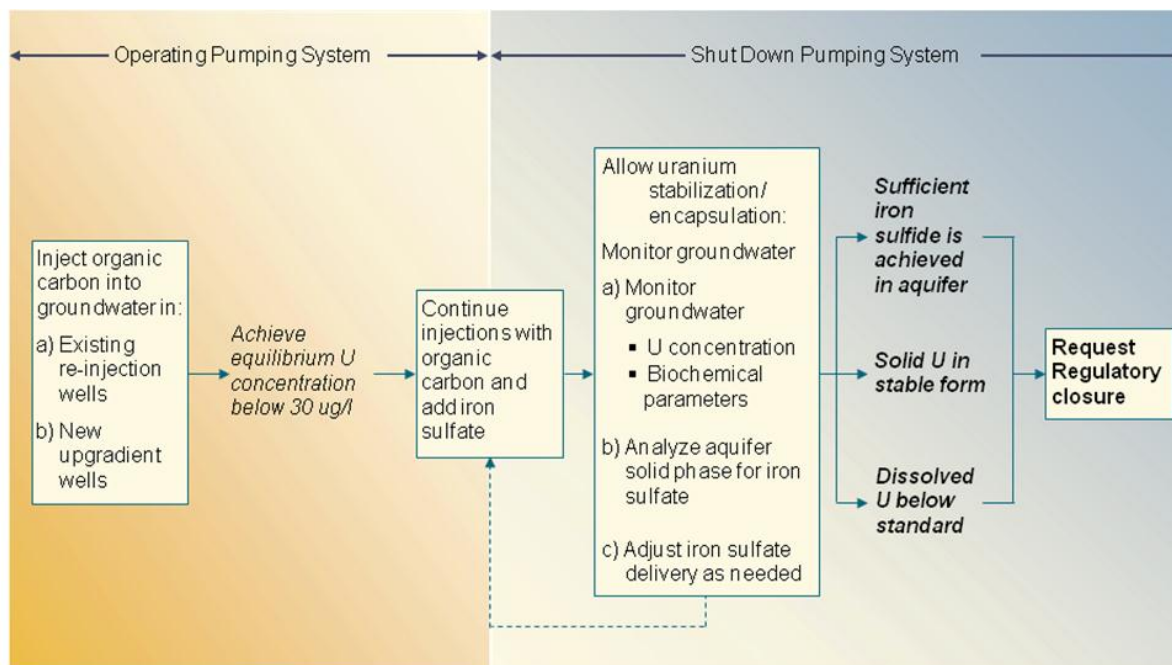 Operating Pumping System
Shut Down Pumping System
Inject organic
carbon into
groundwater in:
a) Existing
re-injection
wells
b) New
upgradient
wells
Achieve
equilibrium U
concentration
below 30 ug/l
Continue
injections with
organic
carbon and
add iron
sulfate
Allow uranium
stabilization/
encapsulation:
Monitor groundwater
a) Monitor
groundwater
▪ U concentration
▪ Biochemical
parameters
b) Analyze aquifer
solid phase for iron
sulfate
c) Adjust iron sulfate
delivery as needed
Sufficient
iron
sulfide is
achieved
in aquifer
Solid U in
stable form
Dissolved
U below
standard
Request
Regulatory
closure